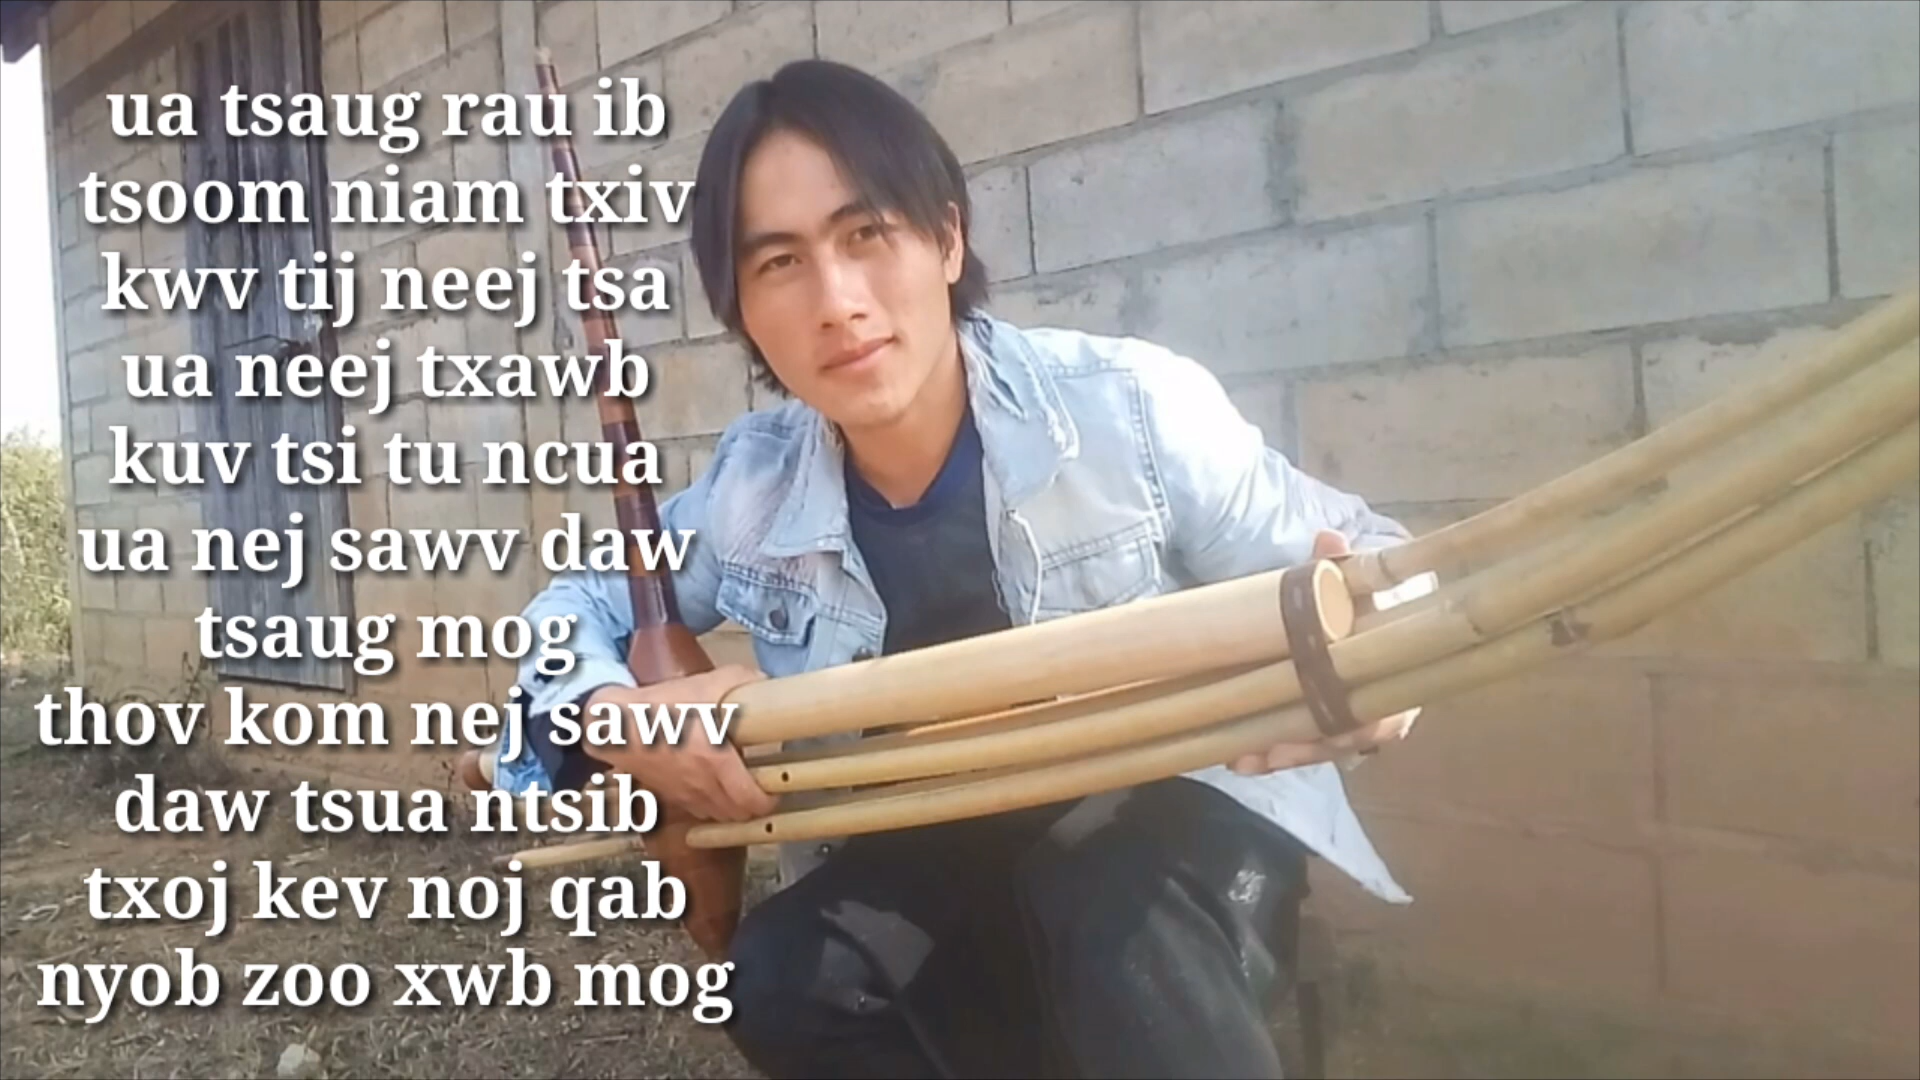 ua tsaug rau ib
tsoom niam txiv
kwv tij neej tsa
ua neej txawb
kuv tsi tu ncua
ua nej sawv daw
tsaug mog
thov kom nej sawv
daw tsua ntsib
txoj kev noj qab
nyob zoo xwb mog